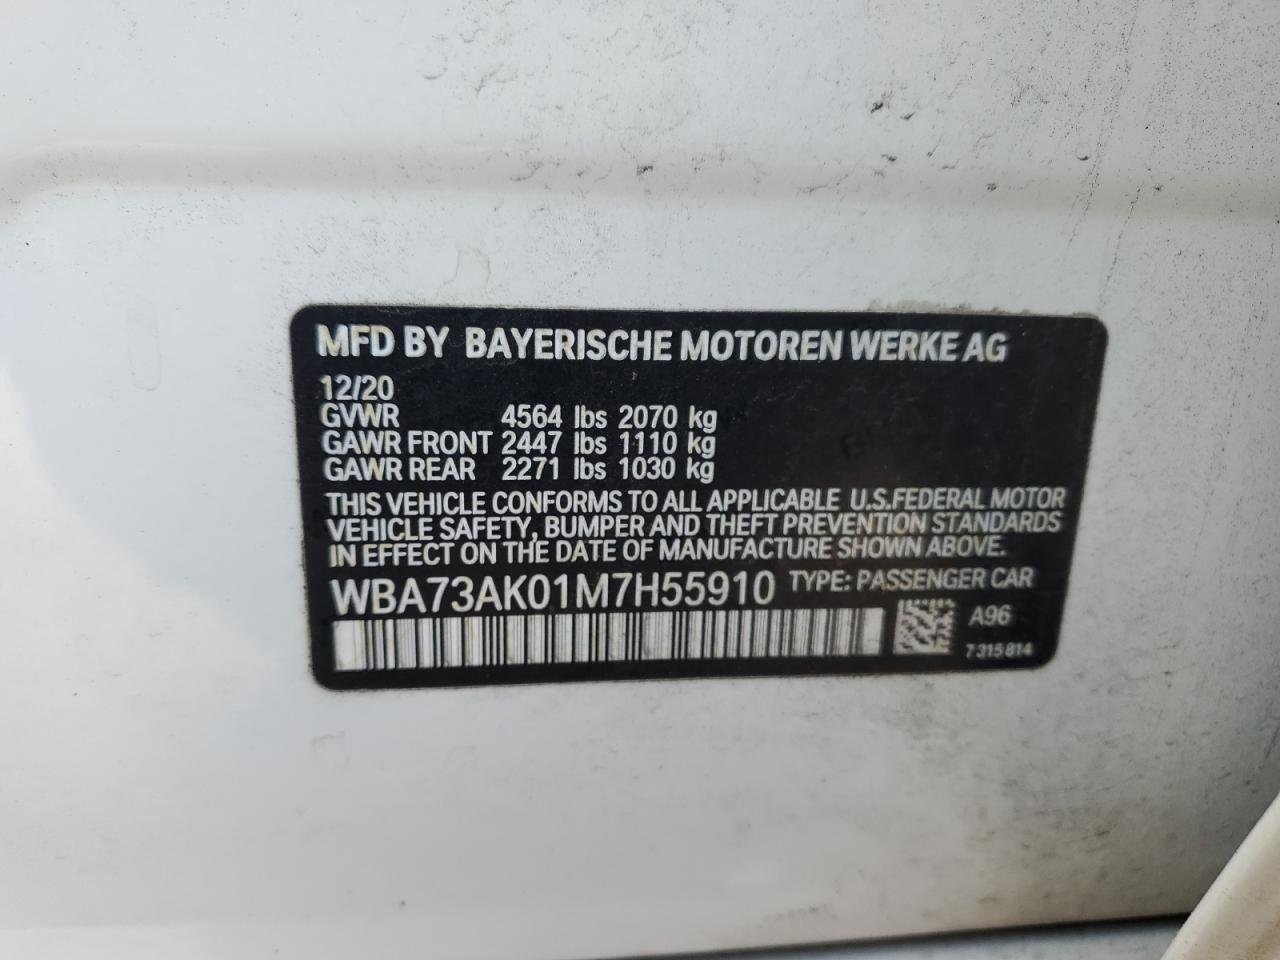 MFD BY BAYERISCHE MOTOREN WERKE AG
12/20
GVWR 4564 lbs 2070 kg
GAWR FRONT 2447 lbs 1110 kg
GAWR REAR 2271 lbs 1030 kg
THIS VEHICLE CONFORMS TO ALL APPLICABLE U.S.FEDERAL MOTOR
VEHICLE SAFETY, BUMPER AND THEFT PREVENTION STANDARDS
IN EFFECT ON THE DATE OF MANUFACTURE SHOWN ABOVE.
WBA73AK01M7H55910 TYPE: PASSENGER CAR
A96
7 315 814